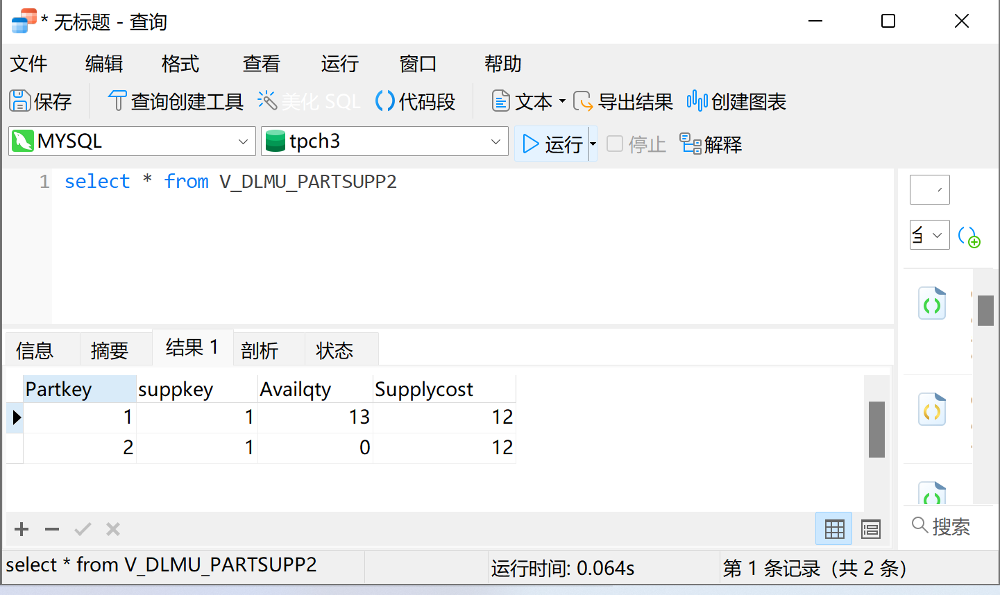 * 无标题 - 查询
文件 编辑 格式 查看 运行 窗口 帮助
保存 查询创建工具 美化 SQL 代码段 文本 导出结果 创建图表
MYSQL tpch3 运行 停止 解释
1 select * from V_DLMU_PARTSUPP2
信息 摘要 结果 1 剖析 状态
Partkey suppkey Availqty Supplycost
1 1 13 12
2 1 0 12
搜索
select * from V_DLMU_PARTSUPP2 运行时间: 0.064s 第 1 条记录 (共 2 条)